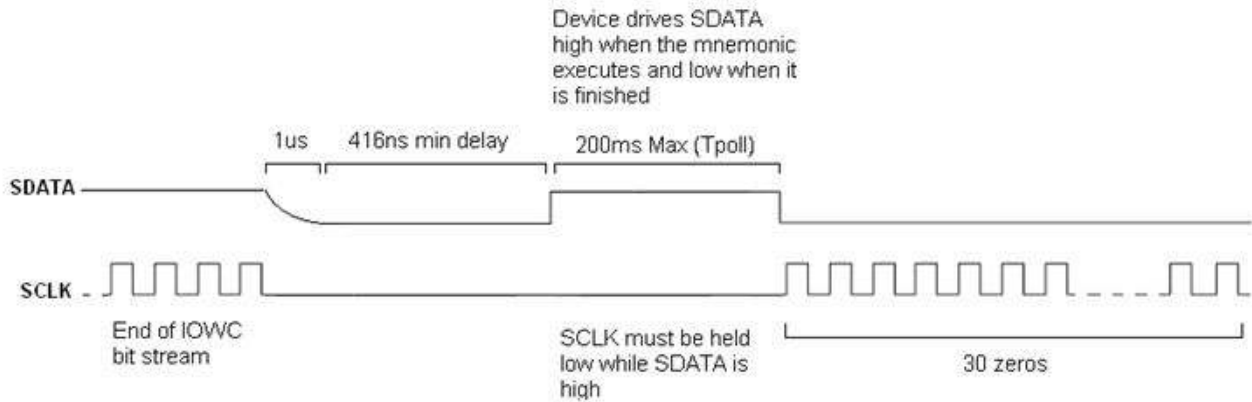 Device drives SDATA
high when the mnemonic
executes and low when it
is finished
1us
416ns min delay
200ms Max (Tpoll)
SDATA
SCLK
End of IOWC
bit stream
SCLK must be held
low while SDATA is
high
30 zeros